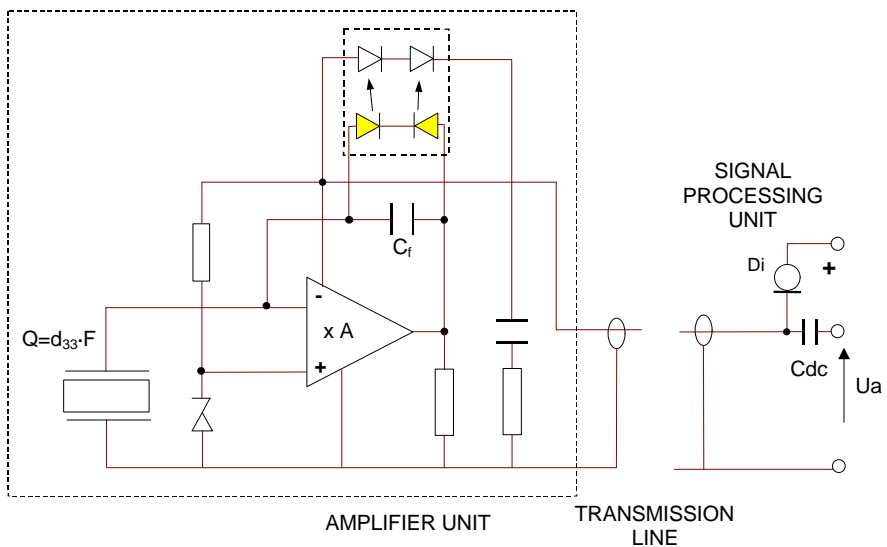 SIGNAL
PROCESSING
UNIT
Di
+
Cf
-
x A
+
Q=d33·F
Cdc
Ua
AMPLIFIER UNIT
TRANSMISSION
LINE